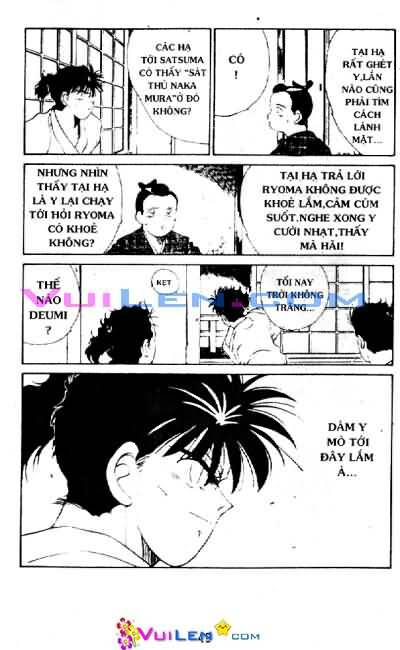 CÁC HẠ
TỚI SATSUMA
CÓ THẤY "SÁT
THỦ NAKA
MURA"Ở ĐÓ
KHÔNG?
CÓ
!
TẠI HẠ
RẤT GHÉT
Y,LẦN
NÀO CŨNG
PHẢI TÌM
CÁCH
LÁNH
MẶT...
NHƯNG NHÌN
THẤY TẠI HẠ
LÀ Y LẠI CHẠY
TỚI HỎI RYOMA
CÓ KHOẺ
KHÔNG?
TẠI HẠ TRẢ LỜI
RYOMA KHÔNG ĐƯỢC
KHOẺ LẮM,CẢM CÚM
SUỐT.NGHE XONG Y
CƯỜI NHẠT,THẤY
MÀ HÃI!
THẾ
NÀO
DEUMI
?
KẸT
TỐI NAY
TRỜI KHÔNG
TRĂNG...
VUILEN.COM
DÁM Y
MÒ TỚI
ĐÂY LẮM
À...
VUILEN.COM